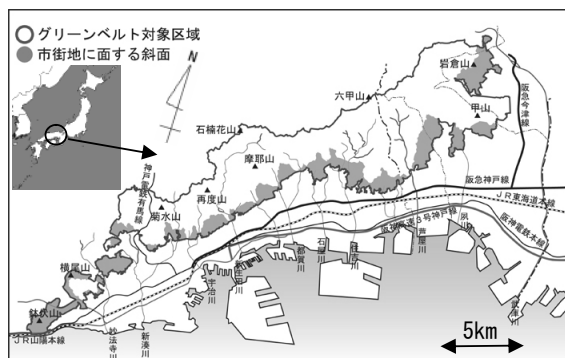 グリーンベルト対象区域
市街地に面する斜面
N
岩倉山
六甲山
甲山
阪急今津線
石楠花山
摩耶山
神戸電鉄有馬線
再度山
菊水山
阪急神戸線
JR東海道本線
阪神高速3号神戸線
阪神電鉄本線
横尾山
鉢伏山
JR山陽本線
妙法寺川
新湊川
宇治川
新生田川
都賀川
石屋川
住吉川
芦屋川
夙川
武庫川
5km